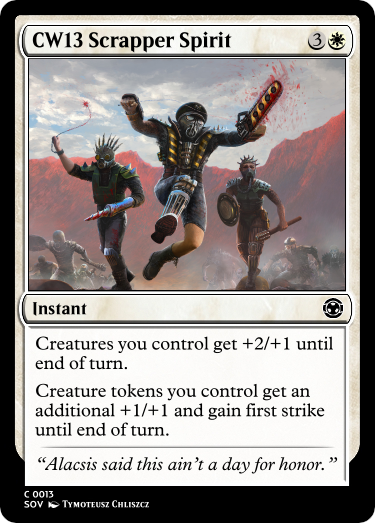 CW13 Scrapper Spirit 3
Instant
Creatures you control get +2/+1 until
end of turn.
Creature tokens you control get an
additional +1/+1 and gain first strike
until end of turn.
“Alacsis said this ain't a day for honor.”
C 0013
SOV Tymoteusz Chliszcz